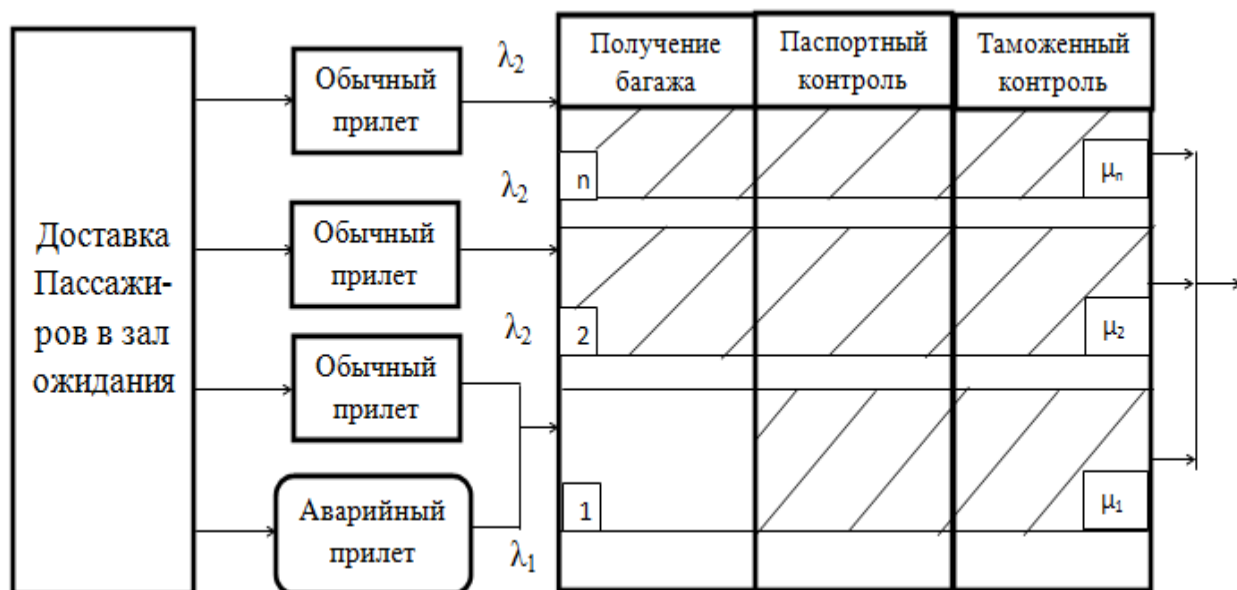 Доставка
Пассажи-
ров в зал
ожидания
Обычный
прилет
λ₂
Обычный
прилет
λ₂
Обычный
прилет
λ₂
Аварийный
прилет
λ₁
Получение
багажа
Паспортный
контроль
Таможенный
контроль
n
μₙ
2
μ₂
1
μ₁